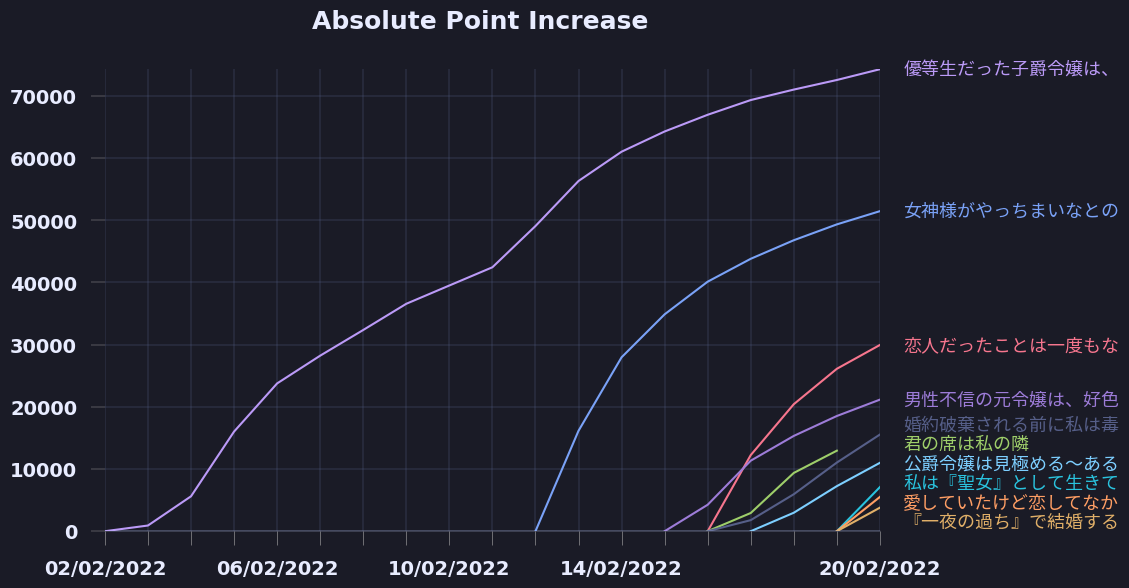 Absolute Point Increase
70000
60000
50000
40000
30000
20000
10000
0
02/02/2022
06/02/2022
10/02/2022
14/02/2022
20/02/2022
優等生だった子爵令嬢は、
女神様がやっちまいなとの
恋人だったことは一度もな
男性不信の元令嬢は、好色
婚約破棄される前に私は毒
君の席は私の隣
公爵令嬢は見極める～ある
私は『聖女』として生きて
愛していたけど恋してなか
『一夜の過ち』で結婚する